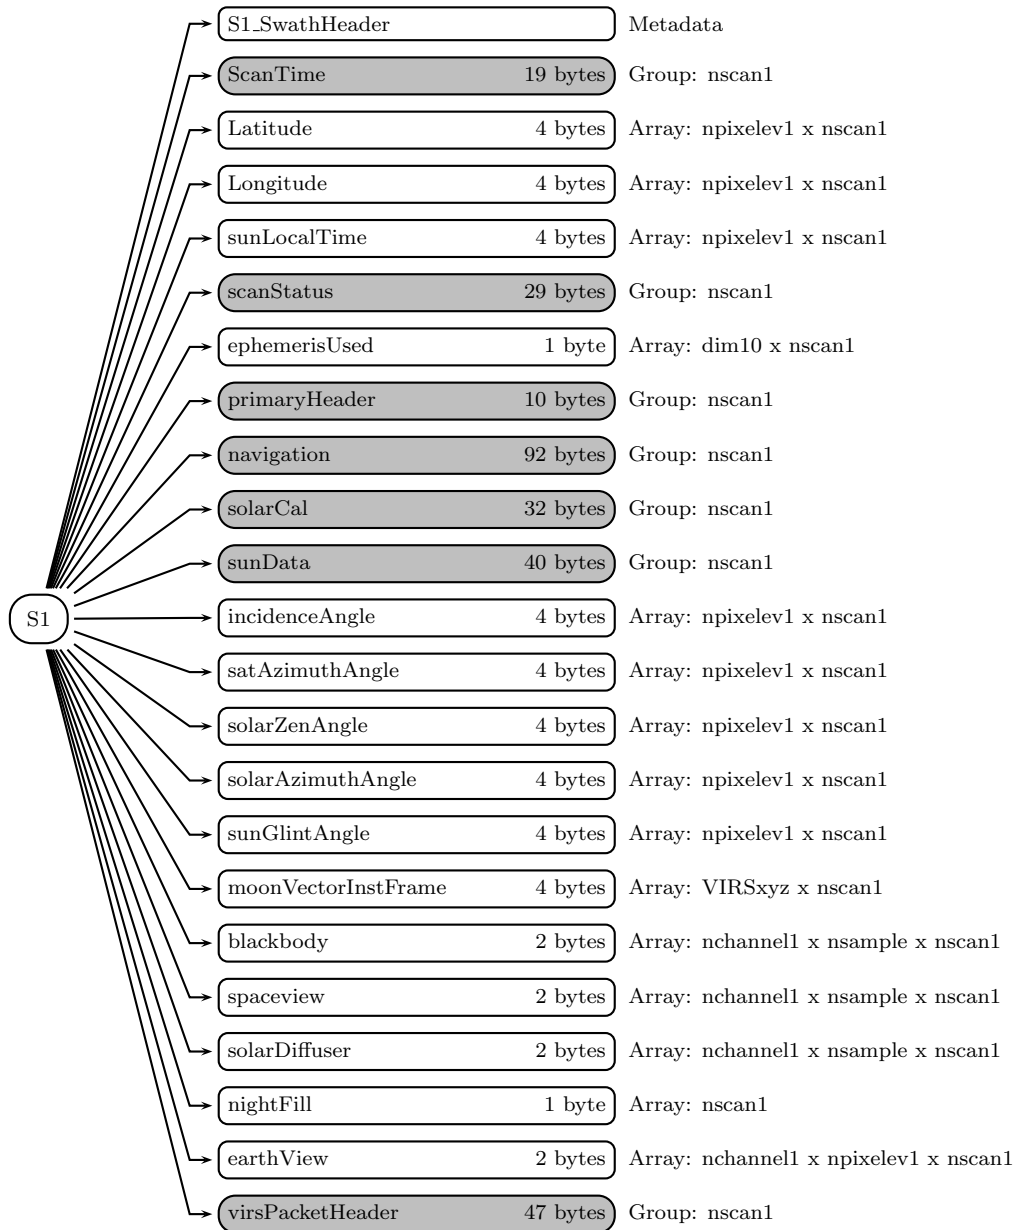 S1_SwathHeader Metadata
ScanTime 19 bytes Group: nscan1
Latitude 4 bytes Array: npixelev1 x nscan1
Longitude 4 bytes Array: npixelev1 x nscan1
sunLocalTime 4 bytes Array: npixelev1 x nscan1
scanStatus 29 bytes Group: nscan1
ephemerisUsed 1 byte Array: dim10 x nscan1
primaryHeader 10 bytes Group: nscan1
navigation 92 bytes Group: nscan1
solarCal 32 bytes Group: nscan1
sunData 40 bytes Group: nscan1
S1 incidenceAngle 4 bytes Array: npixelev1 x nscan1
satAzimuthAngle 4 bytes Array: npixelev1 x nscan1
solarZenAngle 4 bytes Array: npixelev1 x nscan1
solarAzimuthAngle 4 bytes Array: npixelev1 x nscan1
sunGlintAngle 4 bytes Array: npixelev1 x nscan1
moonVectorInstFrame 4 bytes Array: VIRSxyz x nscan1
blackbody 2 bytes Array: nchannel1 x nsample x nscan1
spaceview 2 bytes Array: nchannel1 x nsample x nscan1
solarDiffuser 2 bytes Array: nchannel1 x nsample x nscan1
nightFill 1 byte Array: nscan1
earthView 2 bytes Array: nchannel1 x npixelev1 x nscan1
virsPacketHeader 47 bytes Group: nscan1